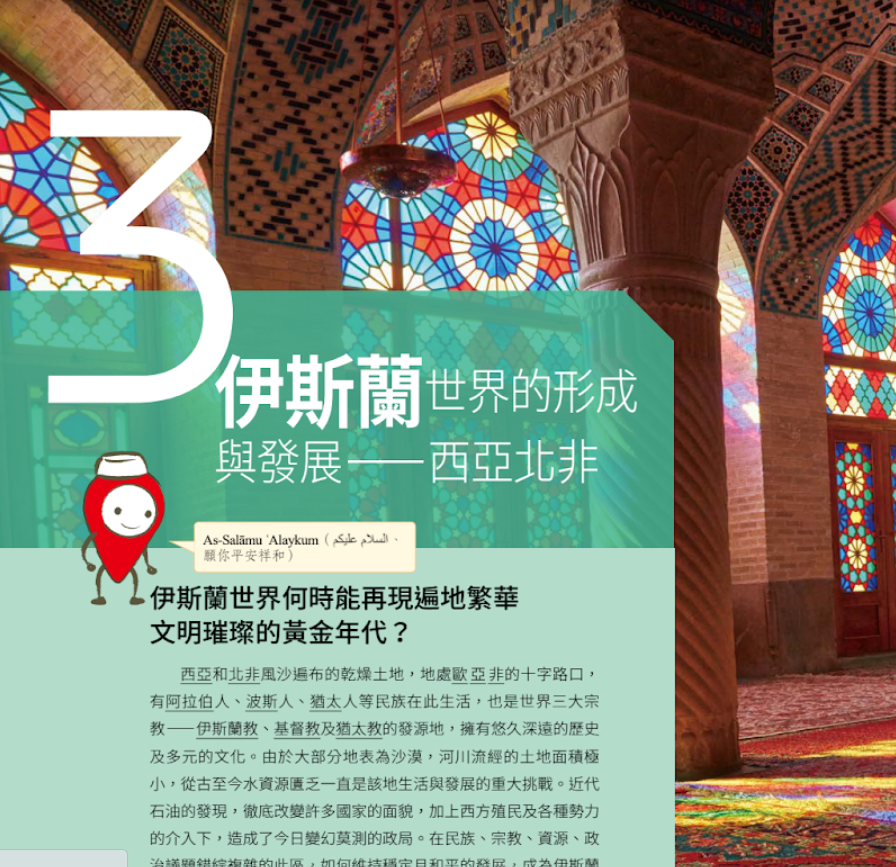 3
伊斯蘭世界的形成
與發展——西亞北非
As-Salāmu ʿAlaykum（السلام عليكم、
願你平安祥和）
伊斯蘭世界何時能再現遍地繁華
文明璀璨的黃金年代？
西亞和北非風沙遍布的乾燥土地，地處歐亞非的十字路口，
有阿拉伯人、波斯人、猶太人等民族在此生活，也是世界三大宗
教——伊斯蘭教、基督教及猶太教的發源地，擁有悠久深遠的歷史
及多元的文化。由於大部分地表為沙漠，河川流經的土地面積極
小，從古至今水資源匱乏一直是該地生活與發展的重大挑戰。近代
石油的發現，徹底改變許多國家的面貌，加上西方殖民及各種勢力
的介入下，造成了今日變幻莫測的政局。在民族、宗教、資源、政
治議題錯綜複雜的此區，如何維持穩定且和平的發展，成為伊斯蘭